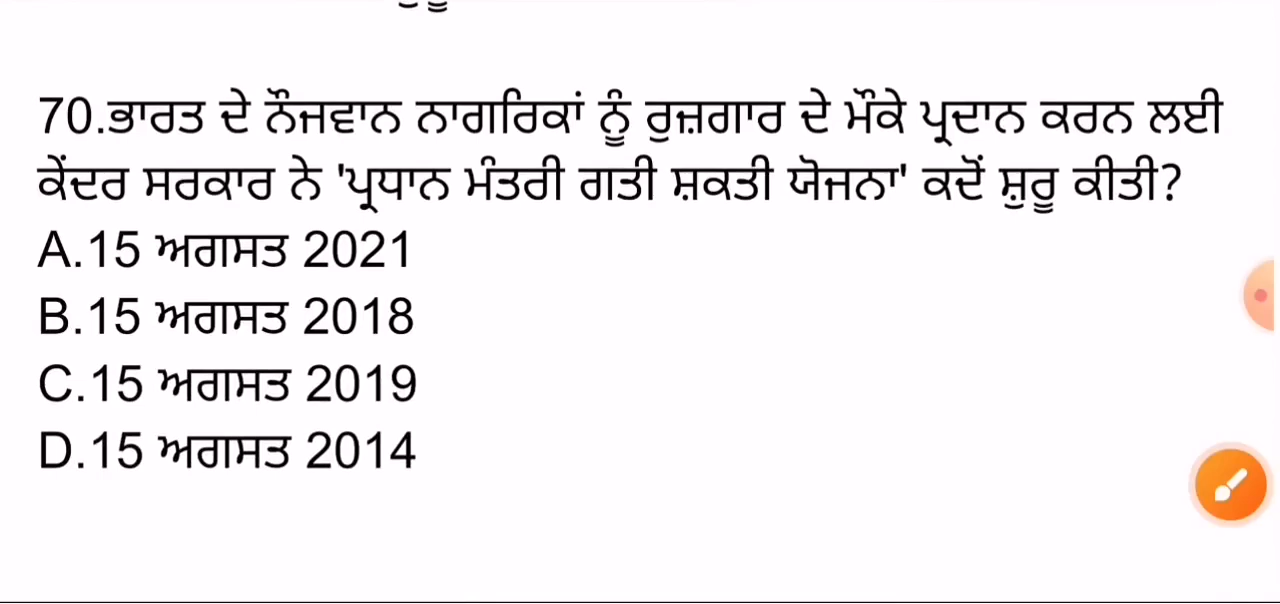 70.ਭਾਰਤ ਦੇ ਨੌਜਵਾਨ ਨਾਗਰਿਕਾਂ ਨੂੰ ਰੁਜ਼ਗਾਰ ਦੇ ਮੌਕੇ ਪ੍ਰਦਾਨ ਕਰਨ ਲਈ
ਕੇਂਦਰ ਸਰਕਾਰ ਨੇ 'ਪ੍ਰਧਾਨ ਮੰਤਰੀ ਗਤੀ ਸ਼ਕਤੀ ਯੋਜਨਾ' ਕਦੋਂ ਸ਼ੁਰੂ ਕੀਤੀ?
A.15 ਅਗਸਤ 2021
B.15 ਅਗਸਤ 2018
C.15 ਅਗਸਤ 2019
D.15 ਅਗਸਤ 2014